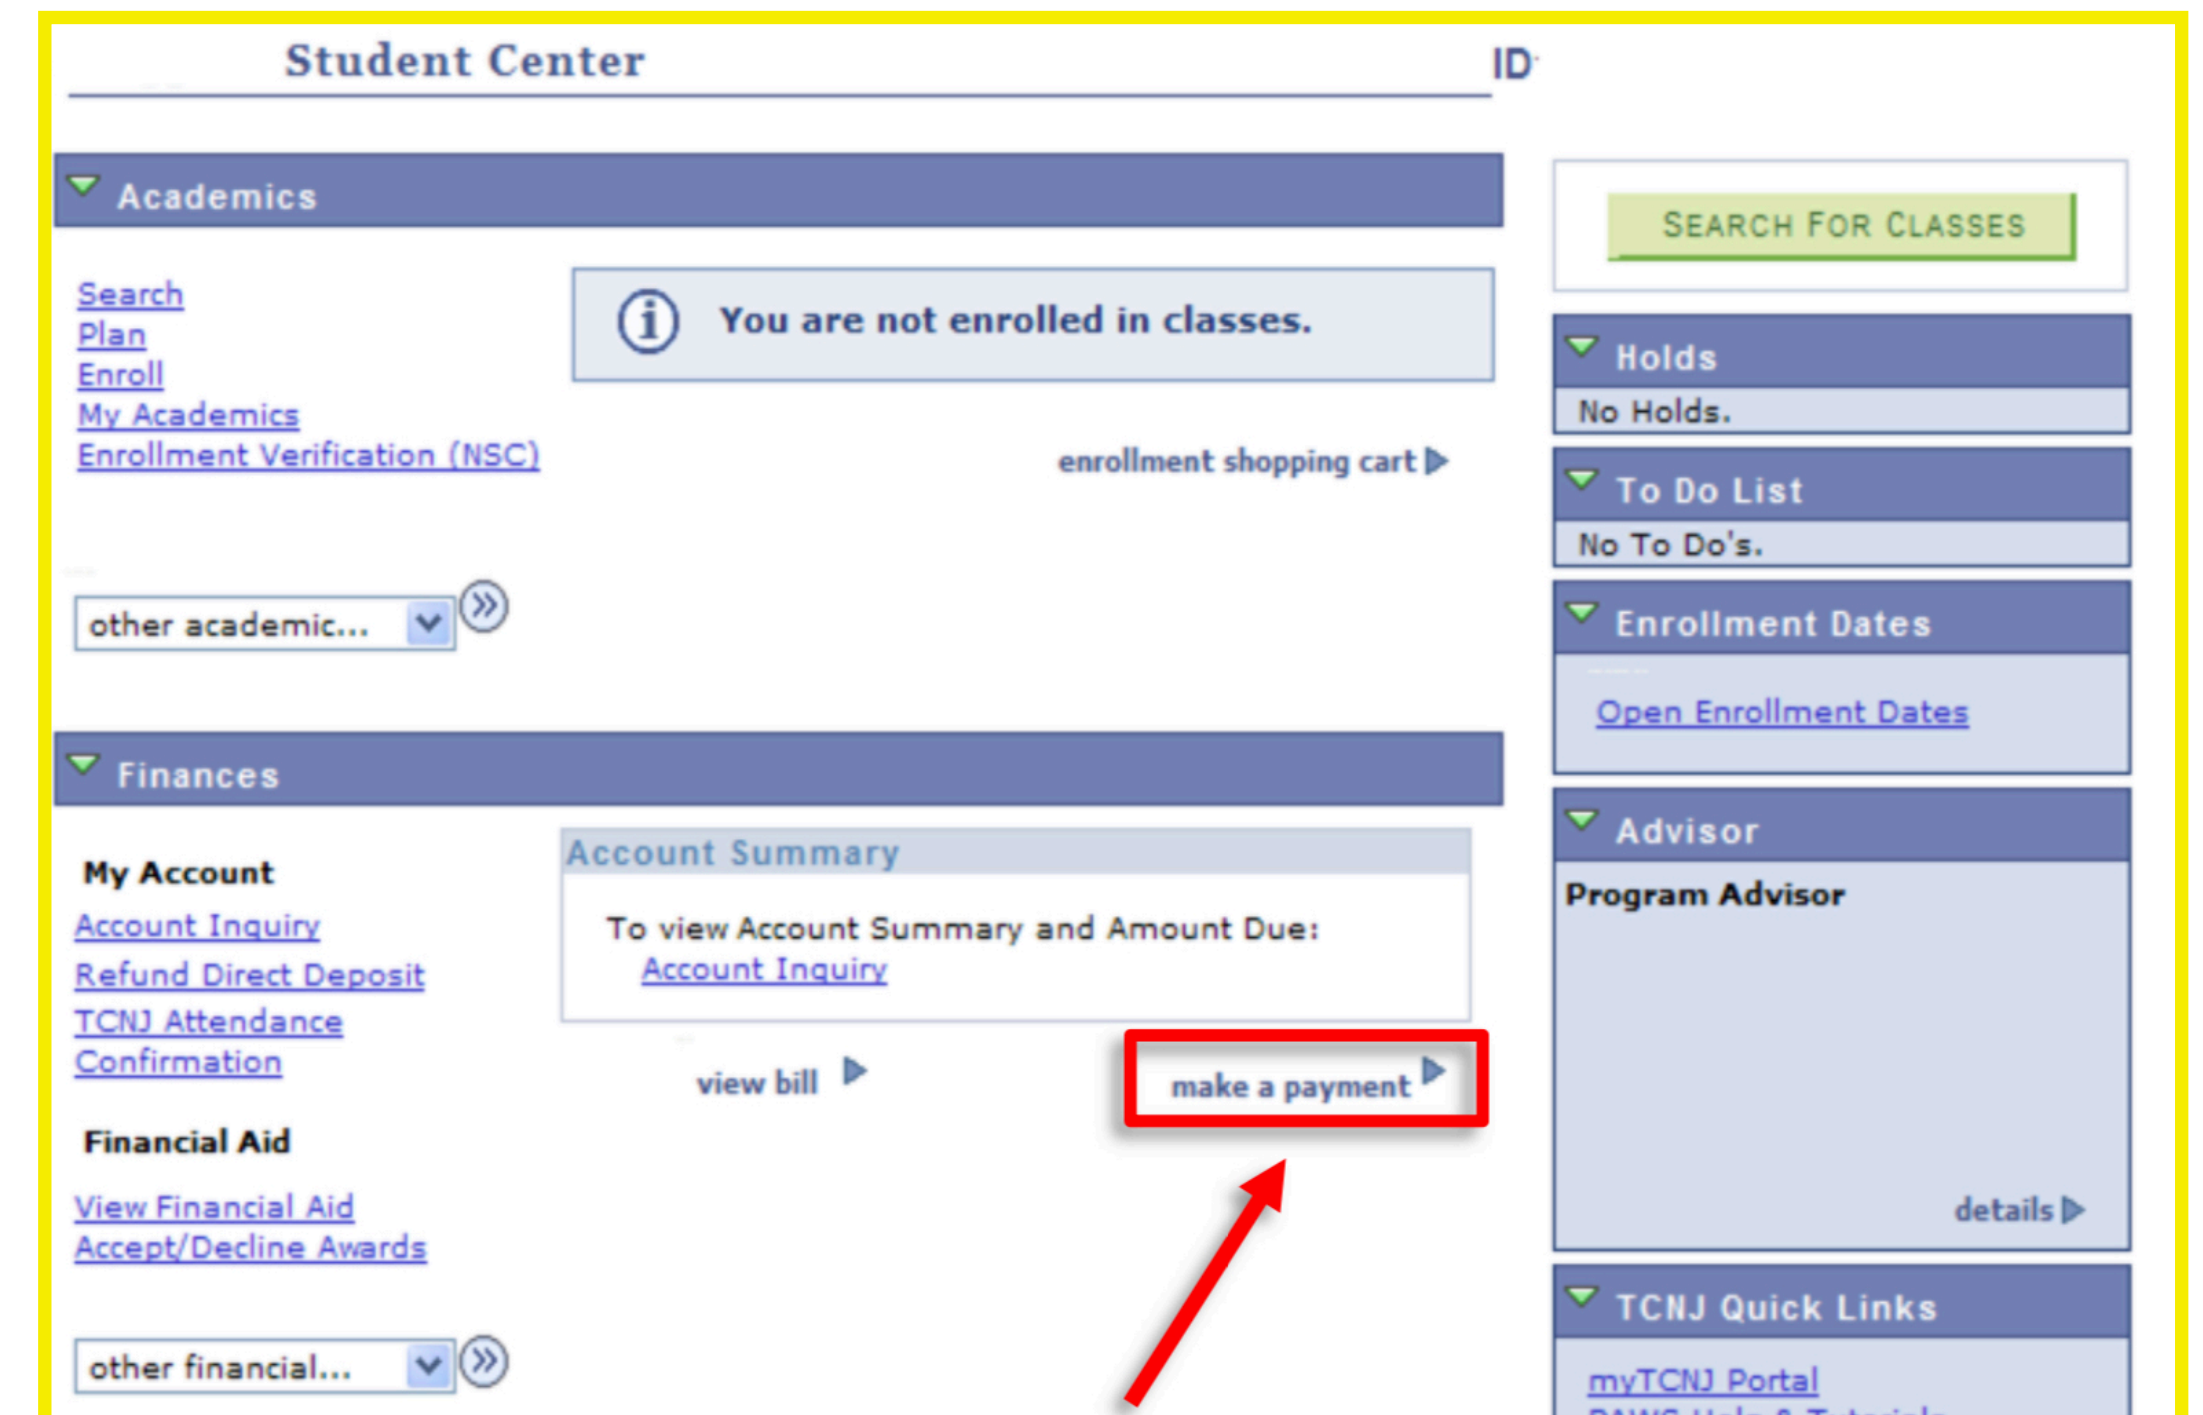 Student Center
ID
Academics
Search
Plan
Enroll
My Academics
Enrollment Verification (NSC)
You are not enrolled in classes.
enrollment shopping cart
other academic...
Finances
My Account
Account Inquiry
Refund Direct Deposit
TCNJ Attendance
Confirmation
Financial Aid
View Financial Aid
Accept/Decline Awards
other financial...
Account Summary
To view Account Summary and Amount Due:
Account Inquiry
view bill
make a payment
SEARCH FOR CLASSES
Holds
No Holds.
To Do List
No To Do's.
Enrollment Dates
Open Enrollment Dates
Advisor
Program Advisor
details
TCNJ Quick Links
myTCNJ Portal
PAWS Help & Tutorials